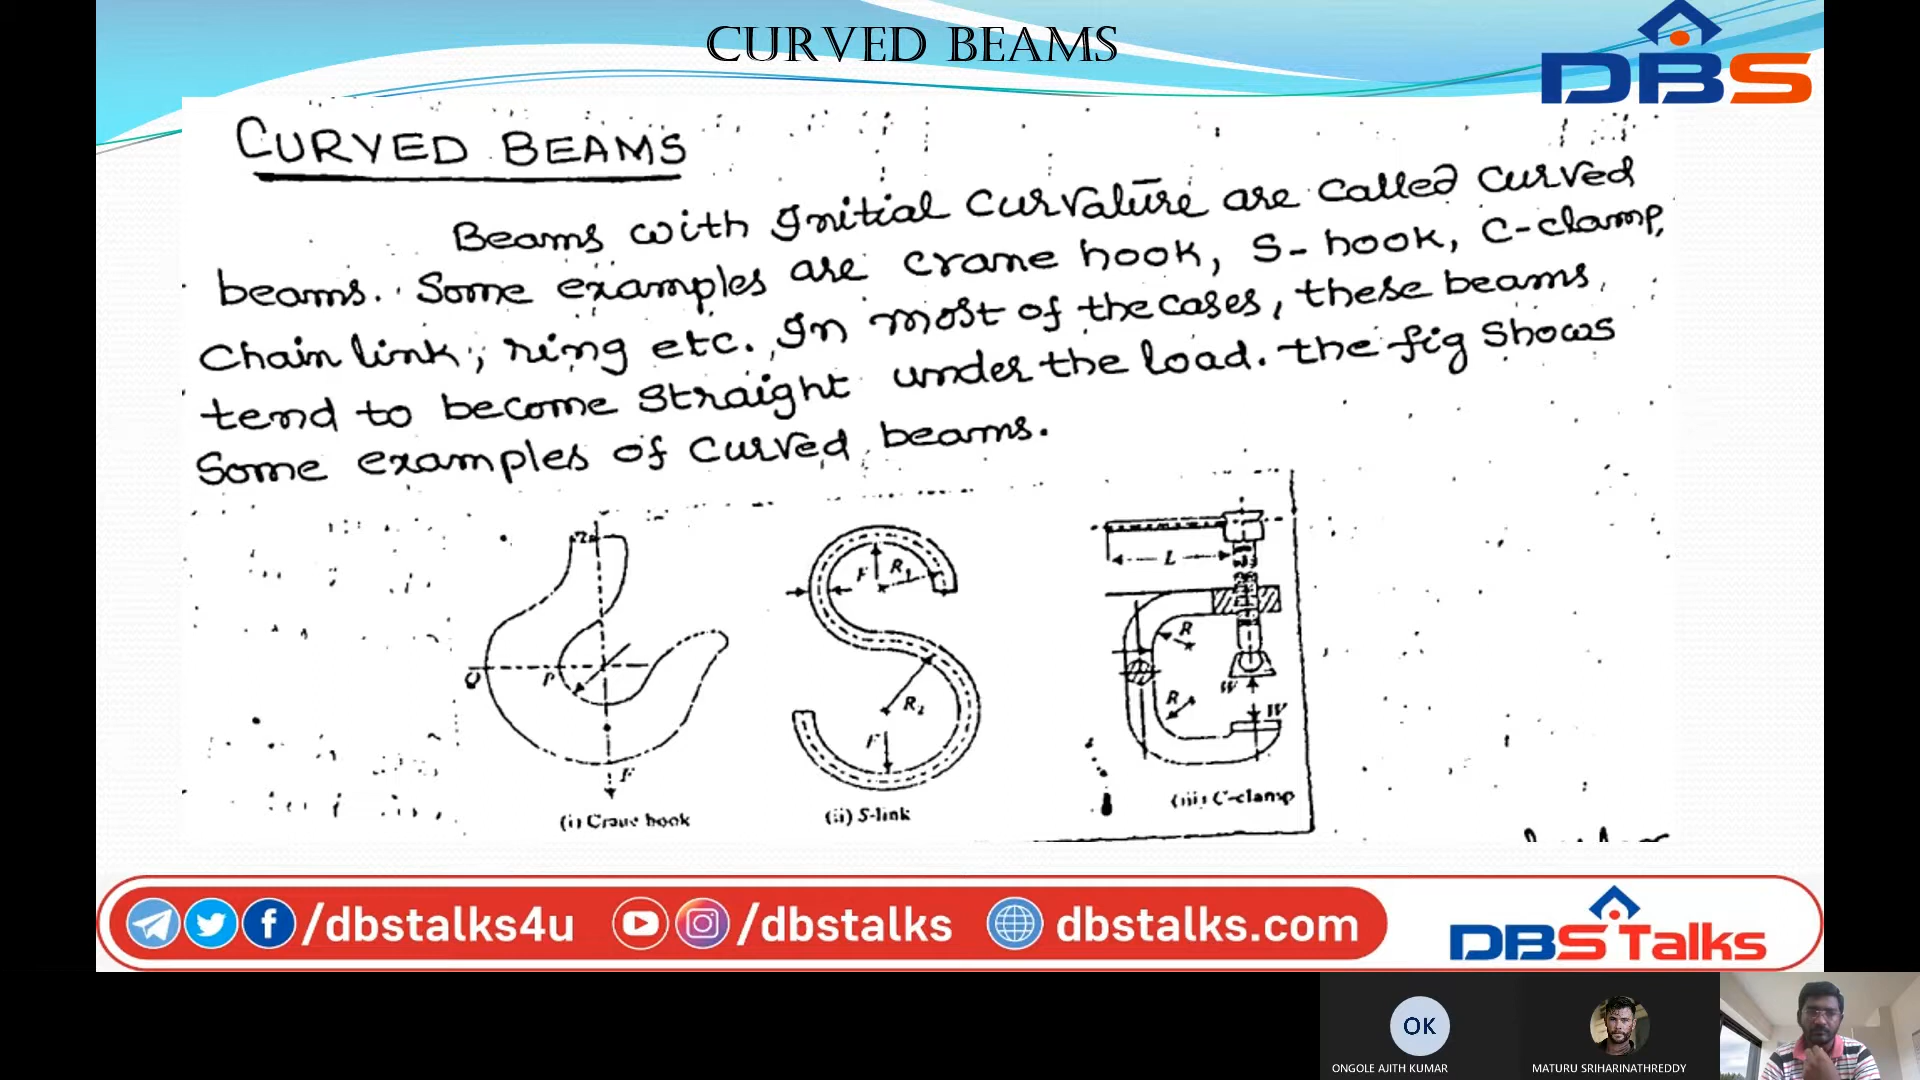 CURVED BEAMS
DBS
CURVED BEAMS
Beams with Initial Curvature are called curved
beams. Some examples are crane hook, S-hook, C-clamp,
Chain link, ring etc. In most of the cases, these beams
tend to become straight under the load. the fig shows
Some examples of curved beams.
Q
P
F
(i) Crane hook
F
R1
R2
F
(ii) S-link
L
R
R
W
W
(iii) C-clamp
/dbstalks4u
/dbstalks
dbstalks.com
DBS Talks
OK
ONGOLE AJITH KUMAR
MATURU SRIHARINATHREDDY